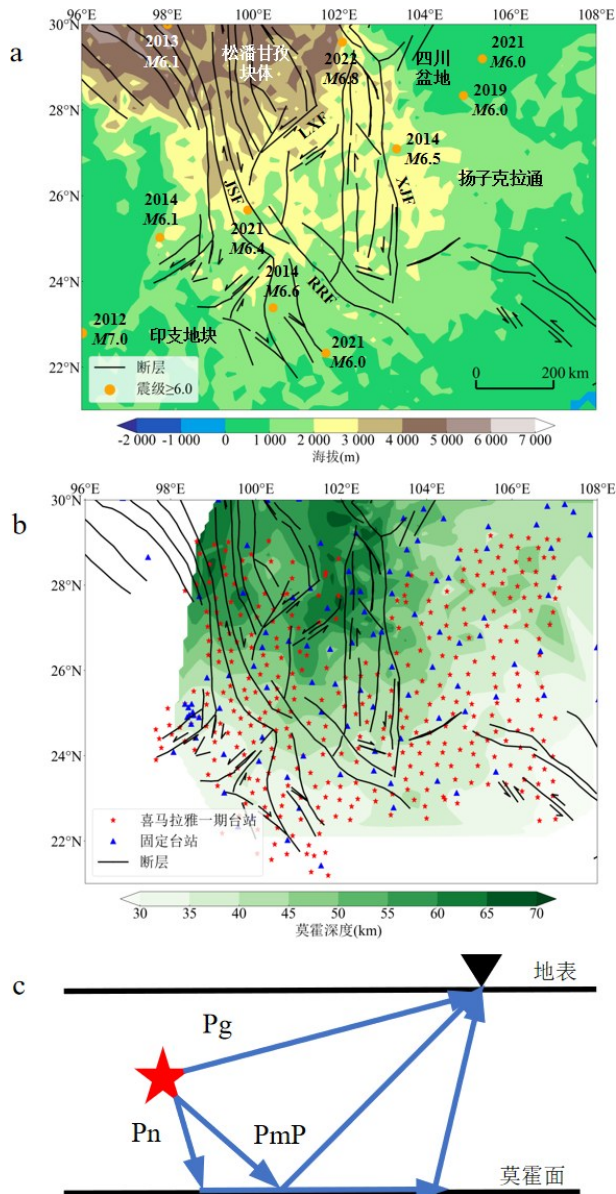 a
96°E 98°E 100°E 102°E 104°E 106°E 108°E
30°N
2013
M6.1
松潘甘孜
块体
2022
M6.8
四川
盆地
2021
M6.0
28°N
2019
M6.0
LXF
2014
M6.5
扬子克拉通
26°N
JSF
XJF
2014
M6.1
2021
M6.4
24°N
2014
M6.6
RRF
2012
M7.0
印支地块
2021
M6.0
22°N
断层
震级≥6.0
0 200 km
-2 000 -1 000 0 1 000 2 000 3 000 4 000 5 000 6 000 7 000
海拔(m)
b
96°E 98°E 100°E 102°E 104°E 106°E 108°E
30°N
28°N
26°N
24°N
22°N
喜马拉雅一期台站
固定台站
断层
30 35 40 45 50 55 60 65 70
莫霍深度(km)
c
地表
Pg
Pn
PmP
莫霍面